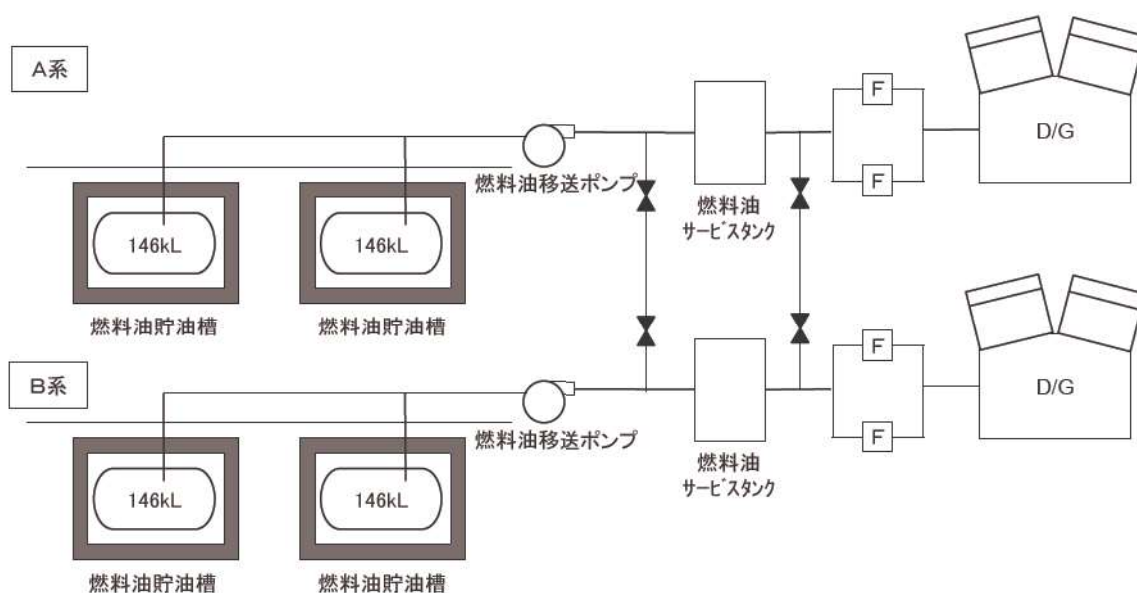 A系
F
D/G
F
燃料油移送ポンプ
燃料油
サービスタンク
146kL
146kL
燃料油貯油槽
燃料油貯油槽
B系
F
D/G
F
燃料油移送ポンプ
燃料油
サービスタンク
146kL
146kL
燃料油貯油槽
燃料油貯油槽